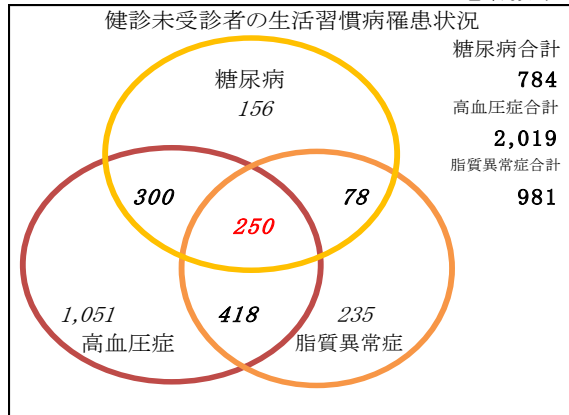 健診未受診者の生活習慣病罹患状況
糖尿病合計
784
高血圧症合計
2,019
脂質異常症合計
981
糖尿病
156
300
78
250
1,051
418
235
高血圧症
脂質異常症